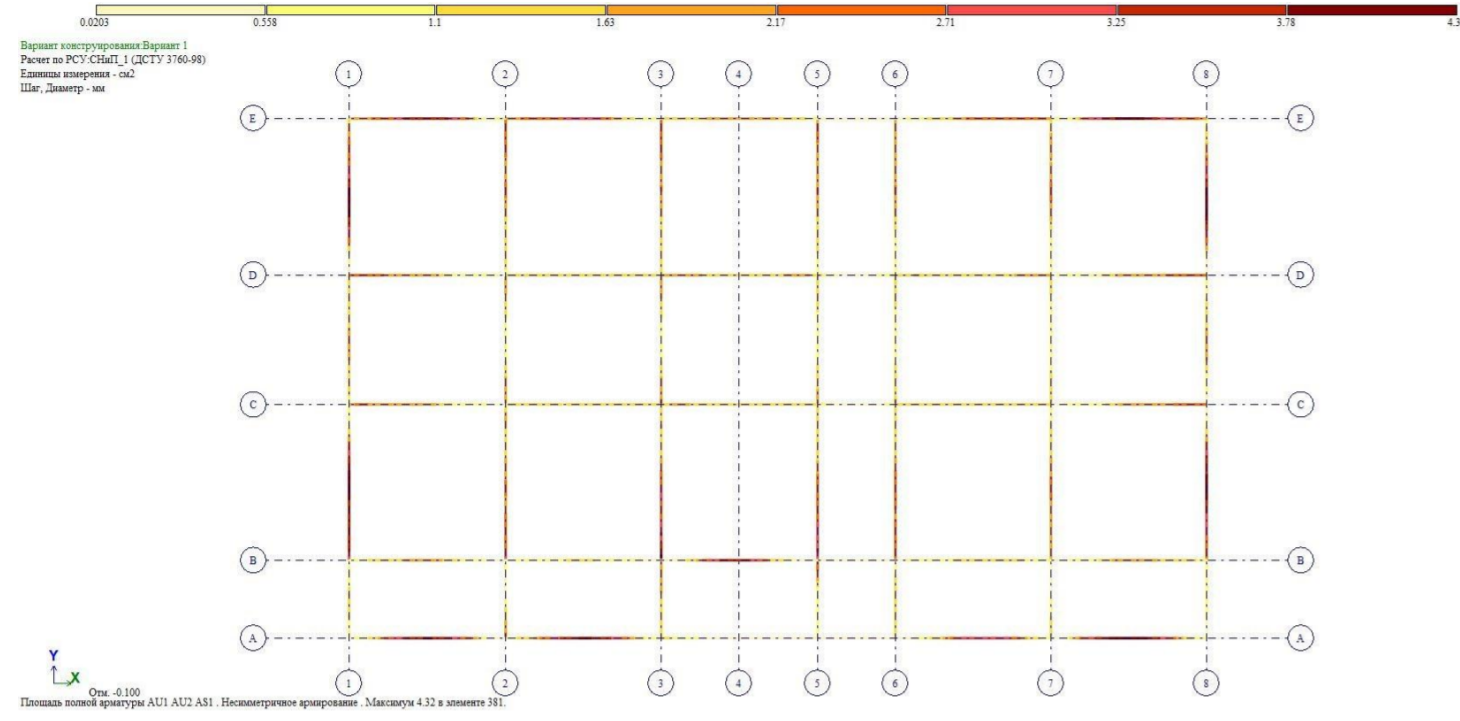 0.0203 0.558 1.1 1.63 2.17 2.71 3.25 3.78 4.3
Вариант конструирования:Вариант 1
Расчет по РСУ:СНиП_1 (ДСТУ 3760-98)
Единицы измерения - см2
Шаг, Диаметр - мм
1 2 3 4 5 6 7 8
E E
D D
C C
B B
A A
Y
X
1 2 3 4 5 6 7 8
Отм. -0.100
Площадь полной арматуры AU1 AU2 AS1 . Несимметричное армирование . Максимум 4.32 в элементе 381.